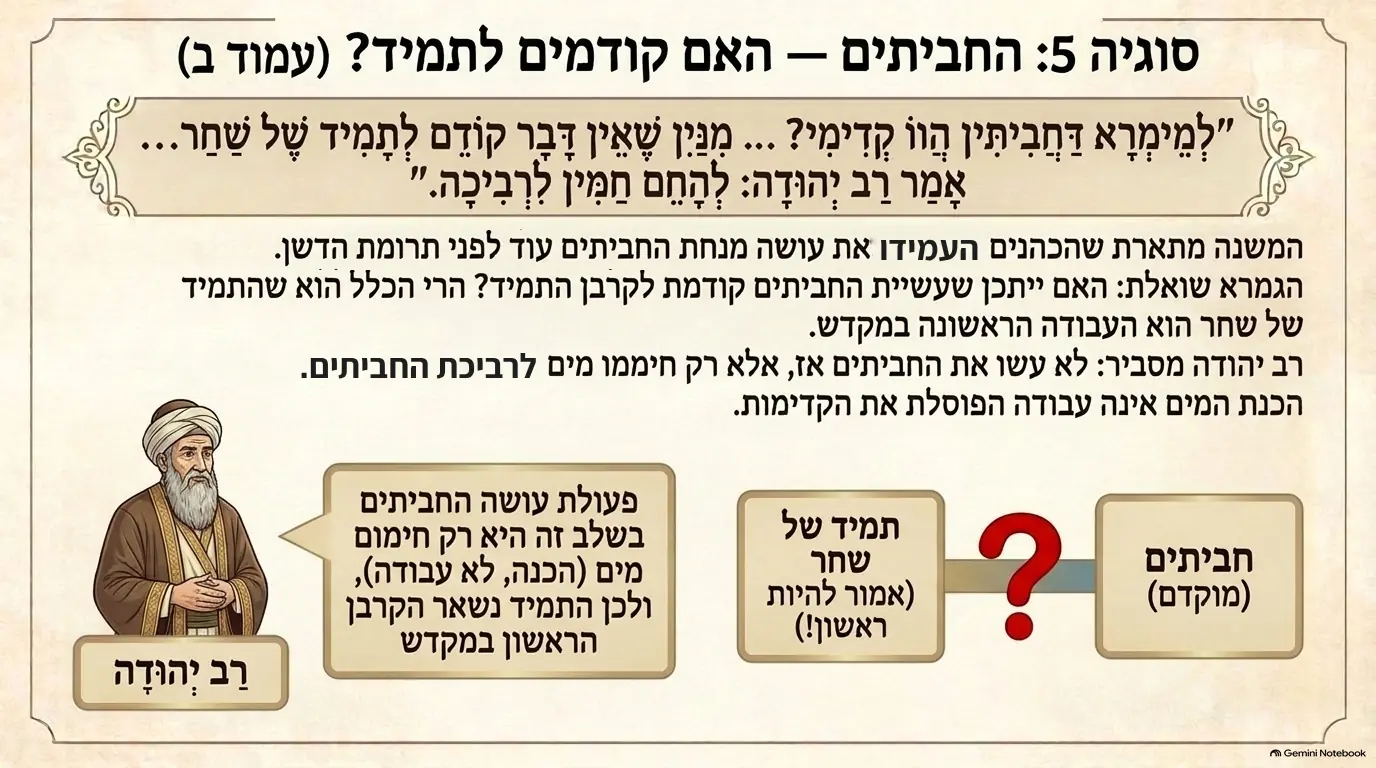 סוגיה 5: החביתים — האם קודמים לתמיד? (עמוד ב)
"לְמֵימְרָא דַּחֲבִיתִּין הֲווֹ קְדִימִי? ... מִנַּיִן שֶׁאֵין דָּבָר קוֹדֵם לְתָמִיד שֶׁל שַׁחַר...
אָמַר רַב יְהוּדָה: לְהָחֵם חַמִּין לִרְבִיכָה."
המשנה מתארת שהכהנים העמידו את עושה מנחת החביתים עוד לפני תרומת הדשן.
הגמרא שואלת: האם ייתכן שעשיית החביתים קודמת לקרבן התמיד? הרי הכלל הוא שהתמיד
של שחר הוא העבודה הראשונה במקדש.
רב יהודה מסביר: לא עשו את החביתים אז, אלא רק חיממו מים לרביכת החביתים.
הכנת המים אינה עבודה הפוסלת את הקדימות.
חביתים
(מוקדם)
?
תמיד של
שחר
(אמור להיות
ראשון!)
פעולת עושה החביתים
בשלב זה היא רק חימום
מים (הכנה, לא עבודה),
ולכן התמיד נשאר הקרבן
הראשון במקדש
רַב יְהוּדָה
Gemini Notebook